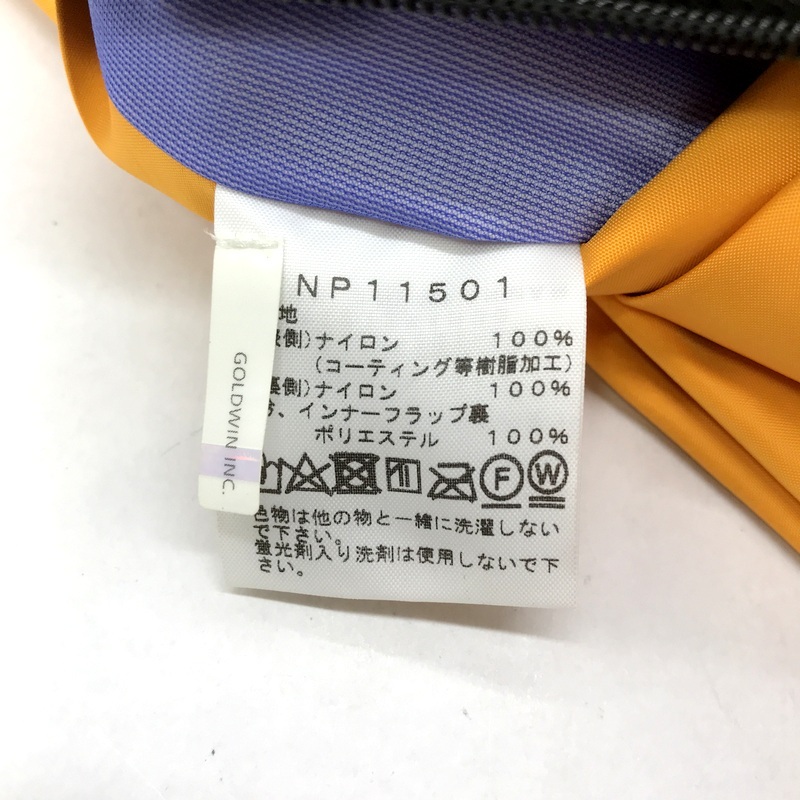 NP11501
地
側)ナイロン 100%
(コーティング等樹脂加工)
裏側)ナイロン 100%
、インナーフラップ裏
ポリエステル 100%
F W
色物は他の物と一緒に洗濯しない
で下さい。
蛍光剤入り洗剤は使用しないで下
さい。
GOLDWIN INC.